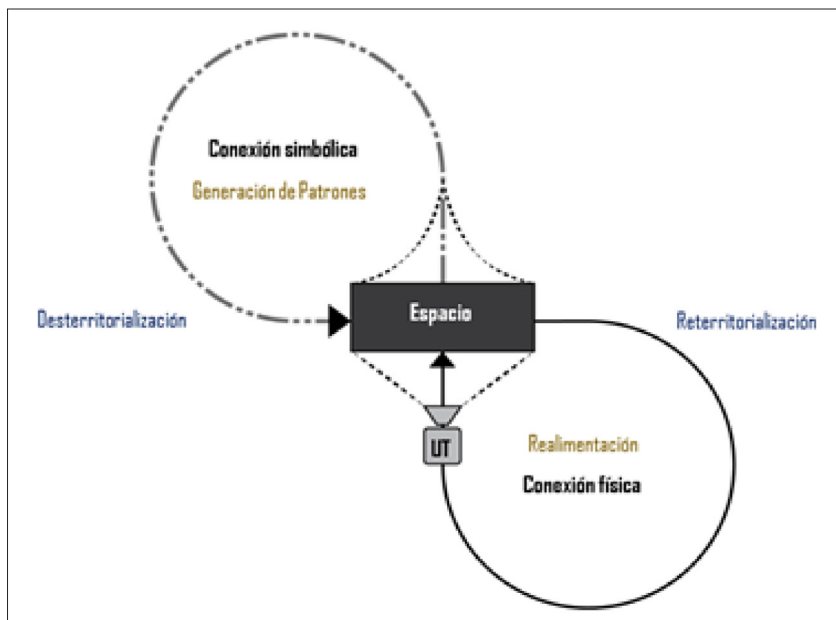 Conexión simbólica
Generación de Patrones
Desterritorialización
Espacio
Reterritorialización
UT
Realimentación
Conexión física